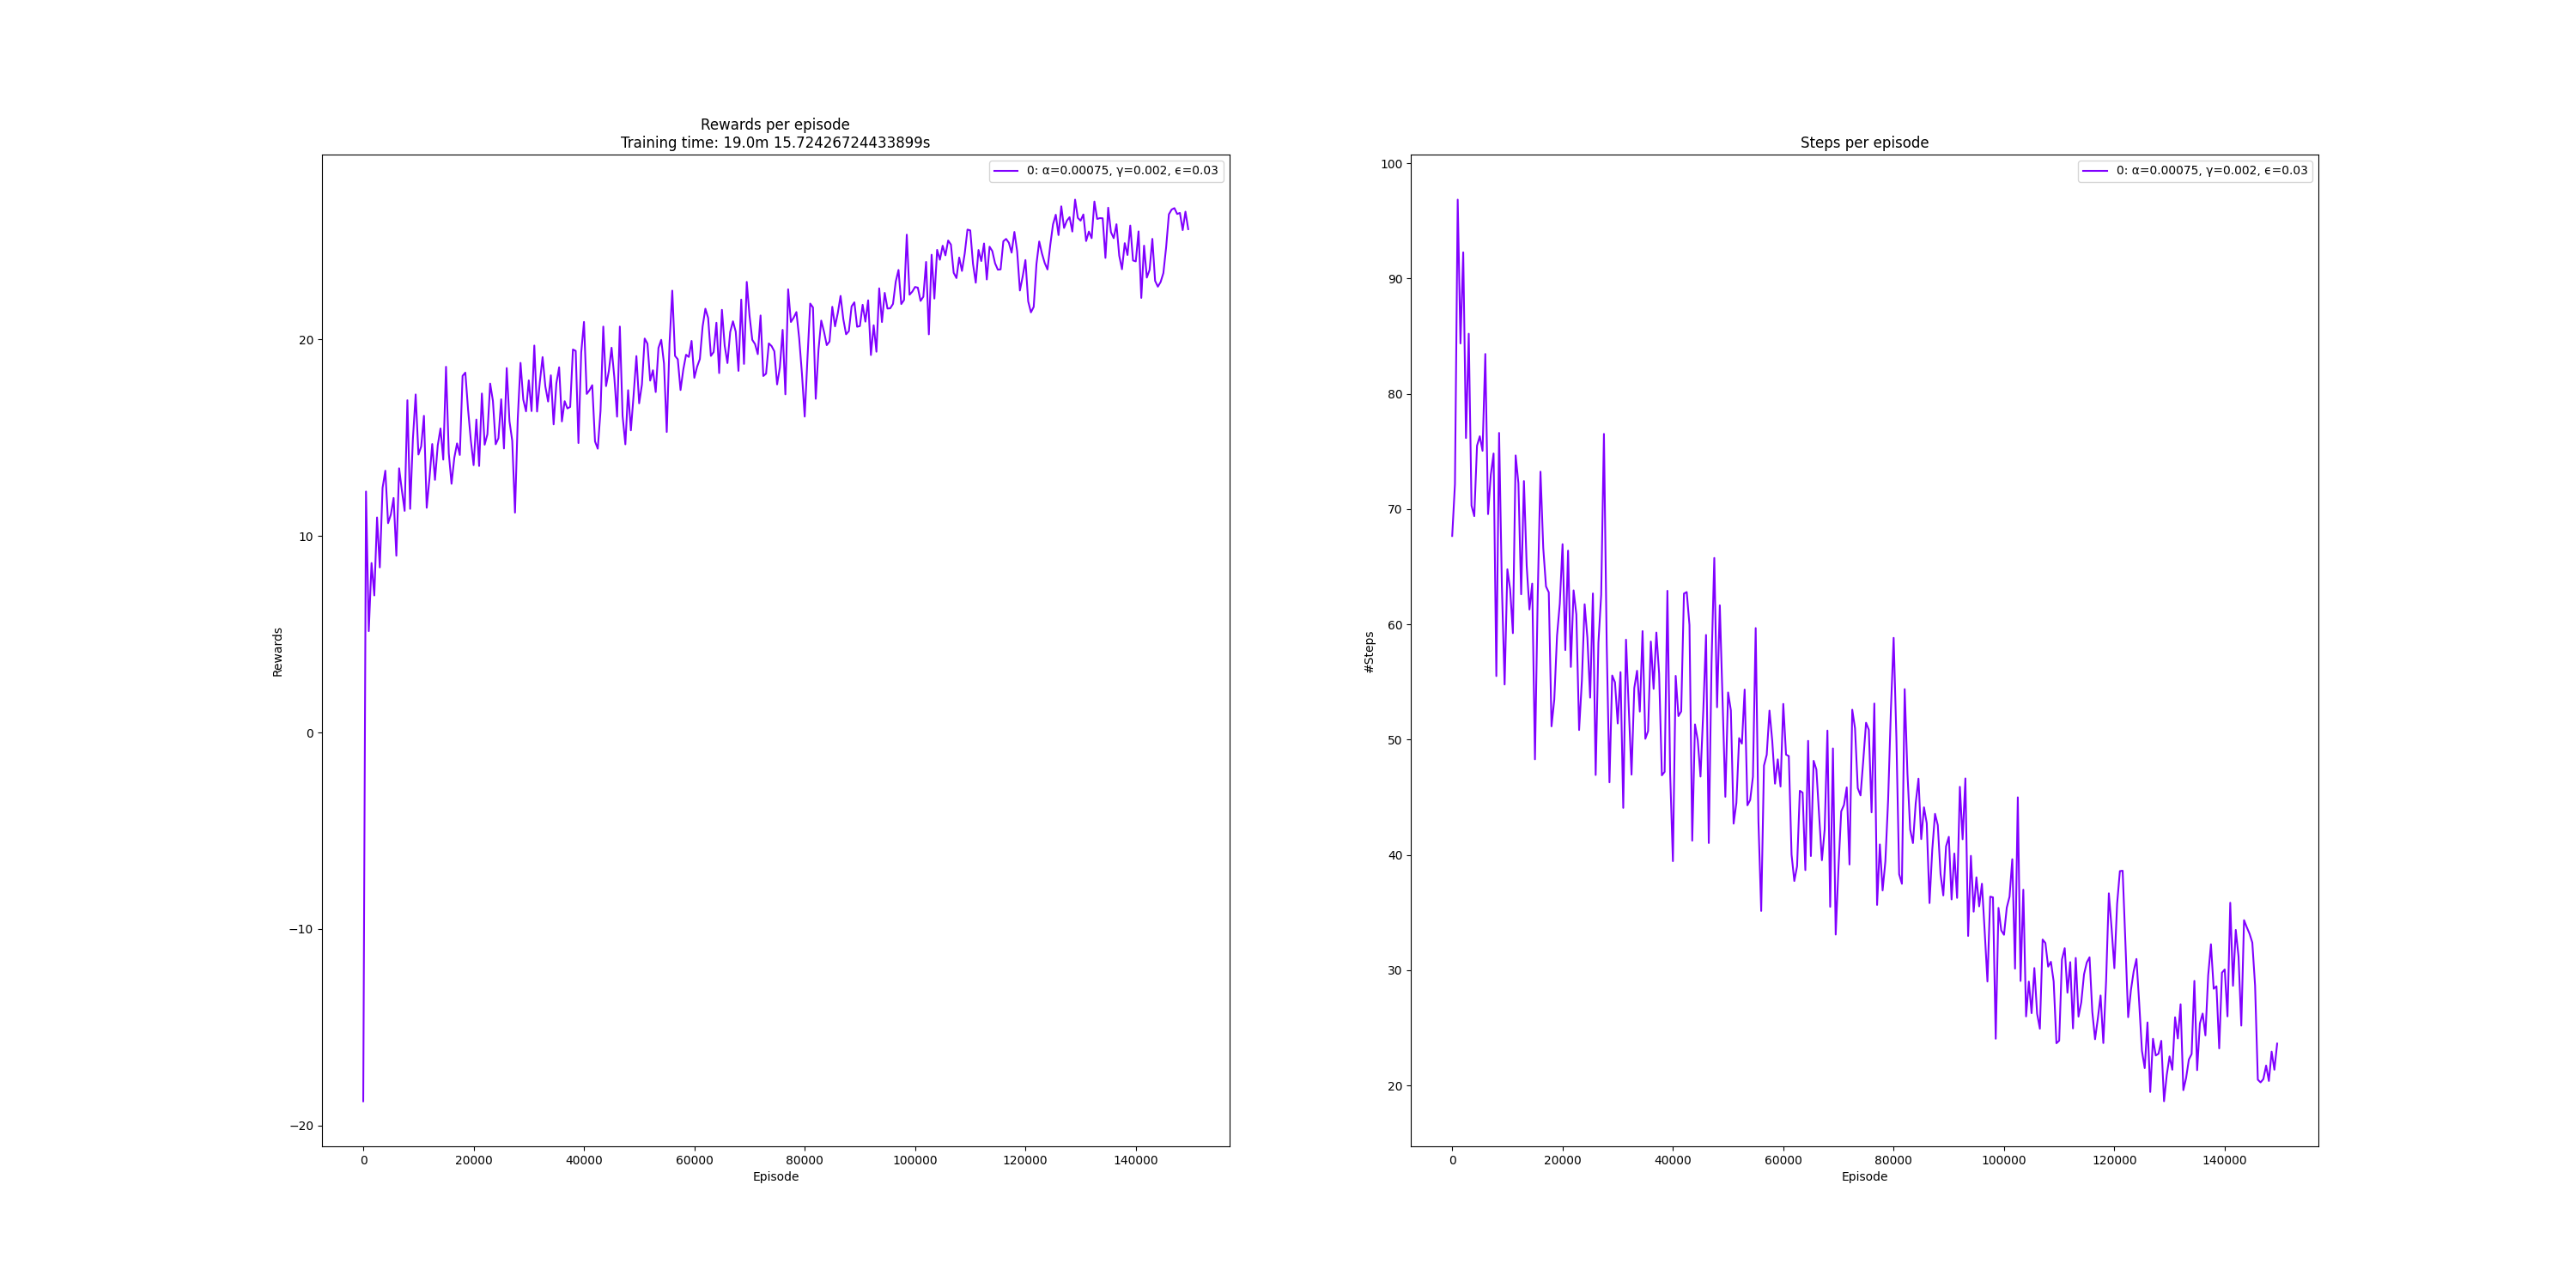 Rewards per episode
Training time: 19.0m 15.72426724433899s
0: α=0.00075, γ=0.002, ϵ=0.03
20
10
0
−10
−20
Rewards
0 20000 40000 60000 80000 100000 120000 140000
Episode
Steps per episode
0: α=0.00075, γ=0.002, ϵ=0.03
100
90
80
70
60
50
40
30
20
#Steps
0 20000 40000 60000 80000 100000 120000 140000
Episode